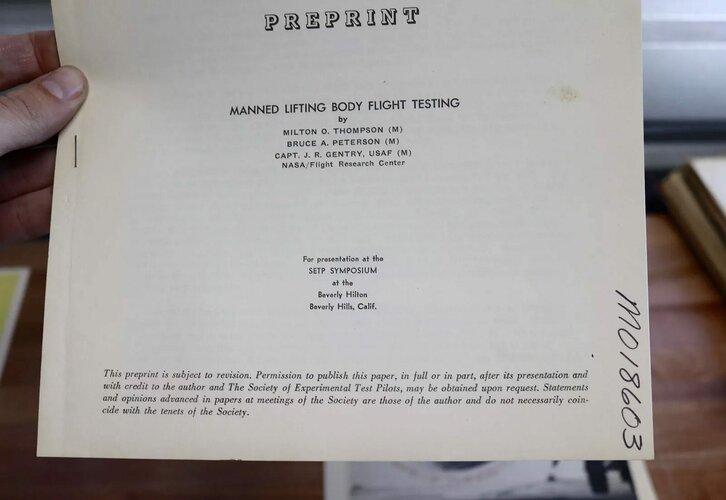 PREPRINT
MANNED LIFTING BODY FLIGHT TESTING
by
MILTON O. THOMPSON (M)
BRUCE A. PETERSON (M)
CAPT. J. R. GENTRY, USAF (M)
NASA/Flight Research Center
For presentation at the
SETP SYMPOSIUM
at the
Beverly Hilton
Beverly Hills, Calif.
This preprint is subject to revision. Permission to publish this paper, in full or in part, after its presentation and
with credit to the author and The Society of Experimental Test Pilots, may be obtained upon request. Statements
and opinions advanced in papers at meetings of the Society are those of the author and do not necessarily coin-
cide with the tenets of the Society.
M018603